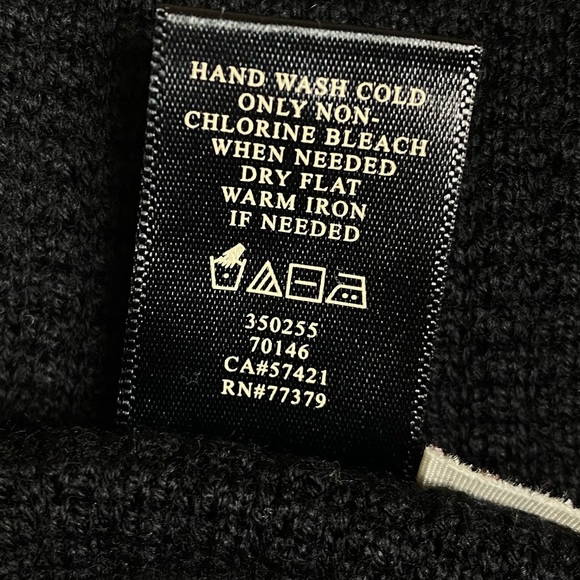 HAND WASH COLD
ONLY NON-
CHLORINE BLEACH
WHEN NEEDED
DRY FLAT
WARM IRON
IF NEEDED
350255
70146
CA#57421
RN#77379